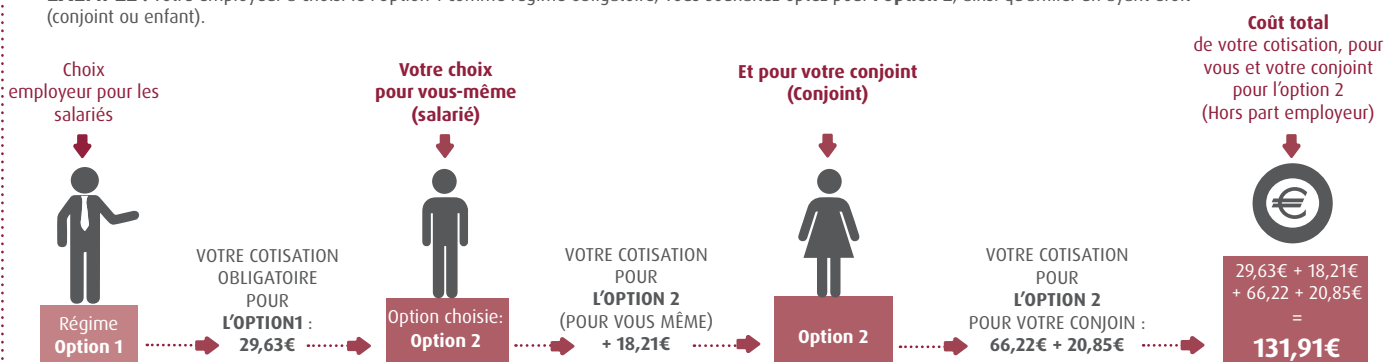 (conjoint ou enfant).
Choix
employeur pour les
salariés
Régime
Option 1
VOTRE COTISATION
OBLIGATOIRE
POUR
L'OPTION1 :
29,63€
Votre choix
pour vous-même
(salarié)
Option choisie:
Option 2
VOTRE COTISATION
POUR
L'OPTION 2
(POUR VOUS MÊME)
+ 18,21€
Et pour votre conjoint
(Conjoint)
Option 2
VOTRE COTISATION
POUR
L'OPTION 2
POUR VOTRE CONJOIN :
66,22€ + 20,85€
Coût total
de votre cotisation, pour
vous et votre conjoint
pour l'option 2
(Hors part employeur)
€
29,63€ + 18,21€
+ 66,22 + 20,85€
=
131,91€